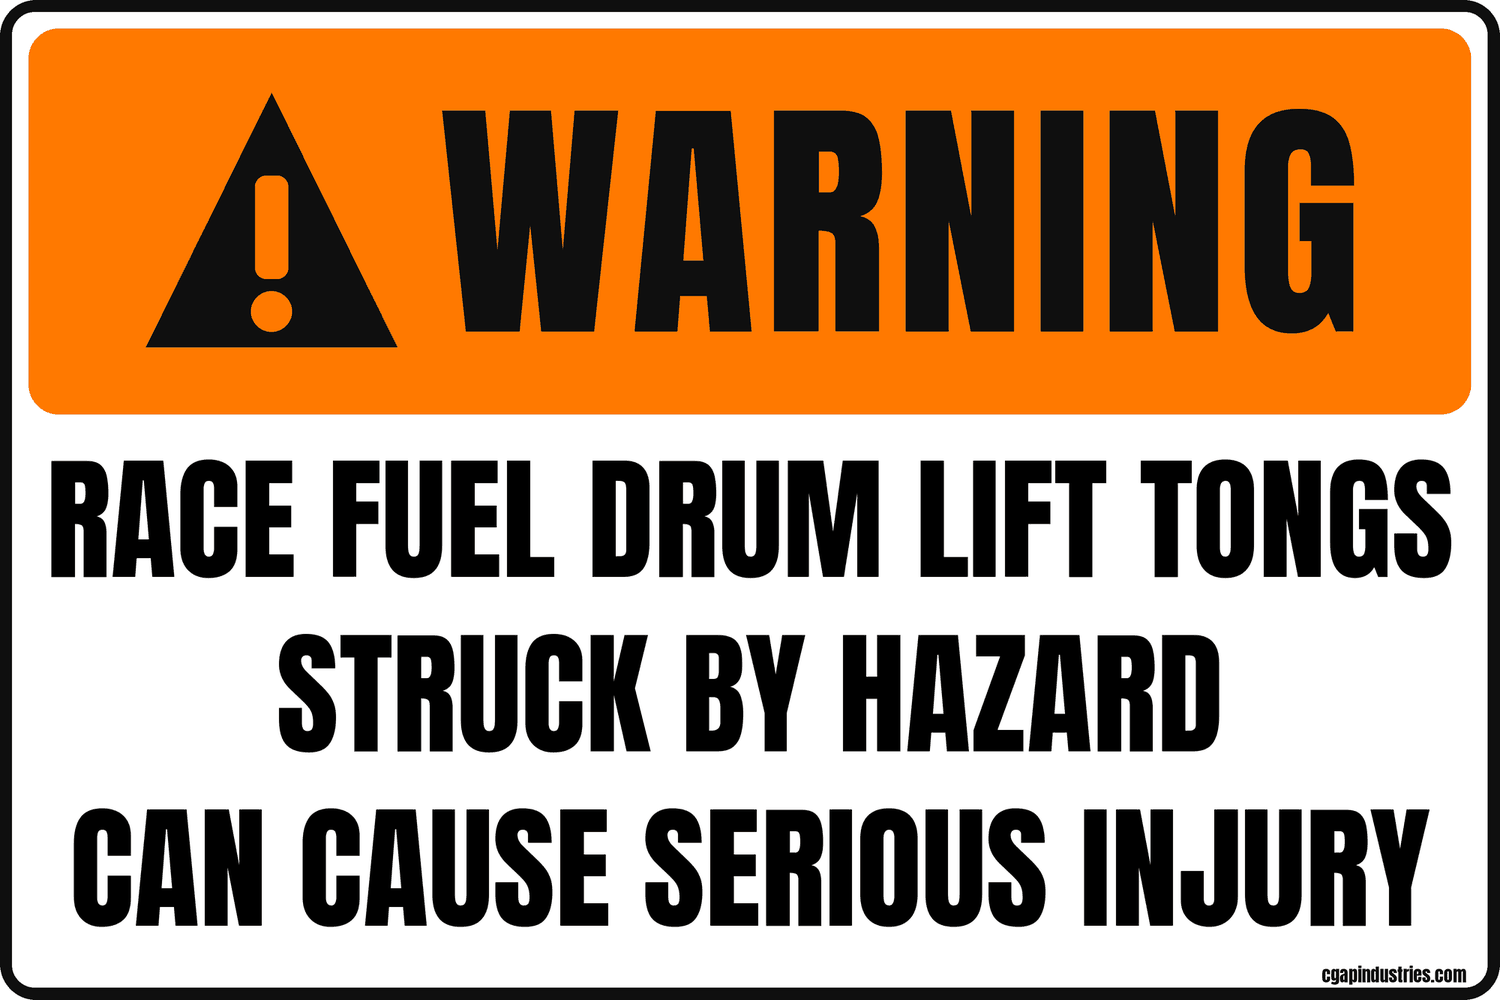 WARNING
RACE FUEL DRUM LIFT TONGS
STRUCK BY HAZARD
CAN CAUSE SERIOUS INJURY
cgapindustries.com